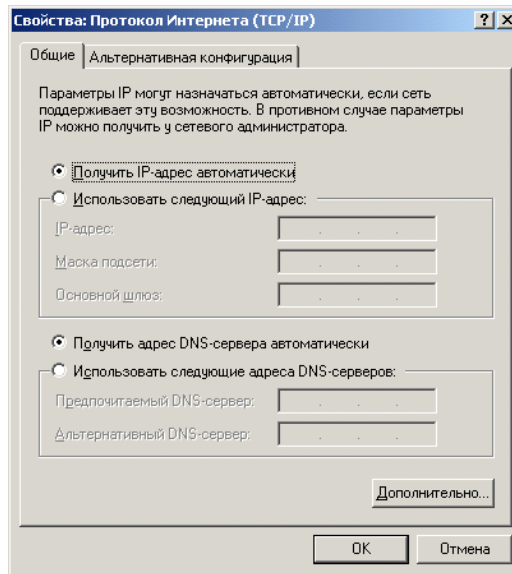 Свойства: Протокол Интернета (TCP/IP)
Общие
Альтернативная конфигурация
Параметры IP могут назначаться автоматически, если сеть
поддерживает эту возможность. В противном случае параметры
IP можно получить у сетевого администратора.
Получить IP-адрес автоматически
Использовать следующий IP-адрес:
IP-адрес:
Маска подсети:
Основной шлюз:
Получить адрес DNS-сервера автоматически
Использовать следующие адреса DNS-серверов:
Предпочитаемый DNS-сервер:
Альтернативный DNS-сервер:
Дополнительно...
OK
Отмена